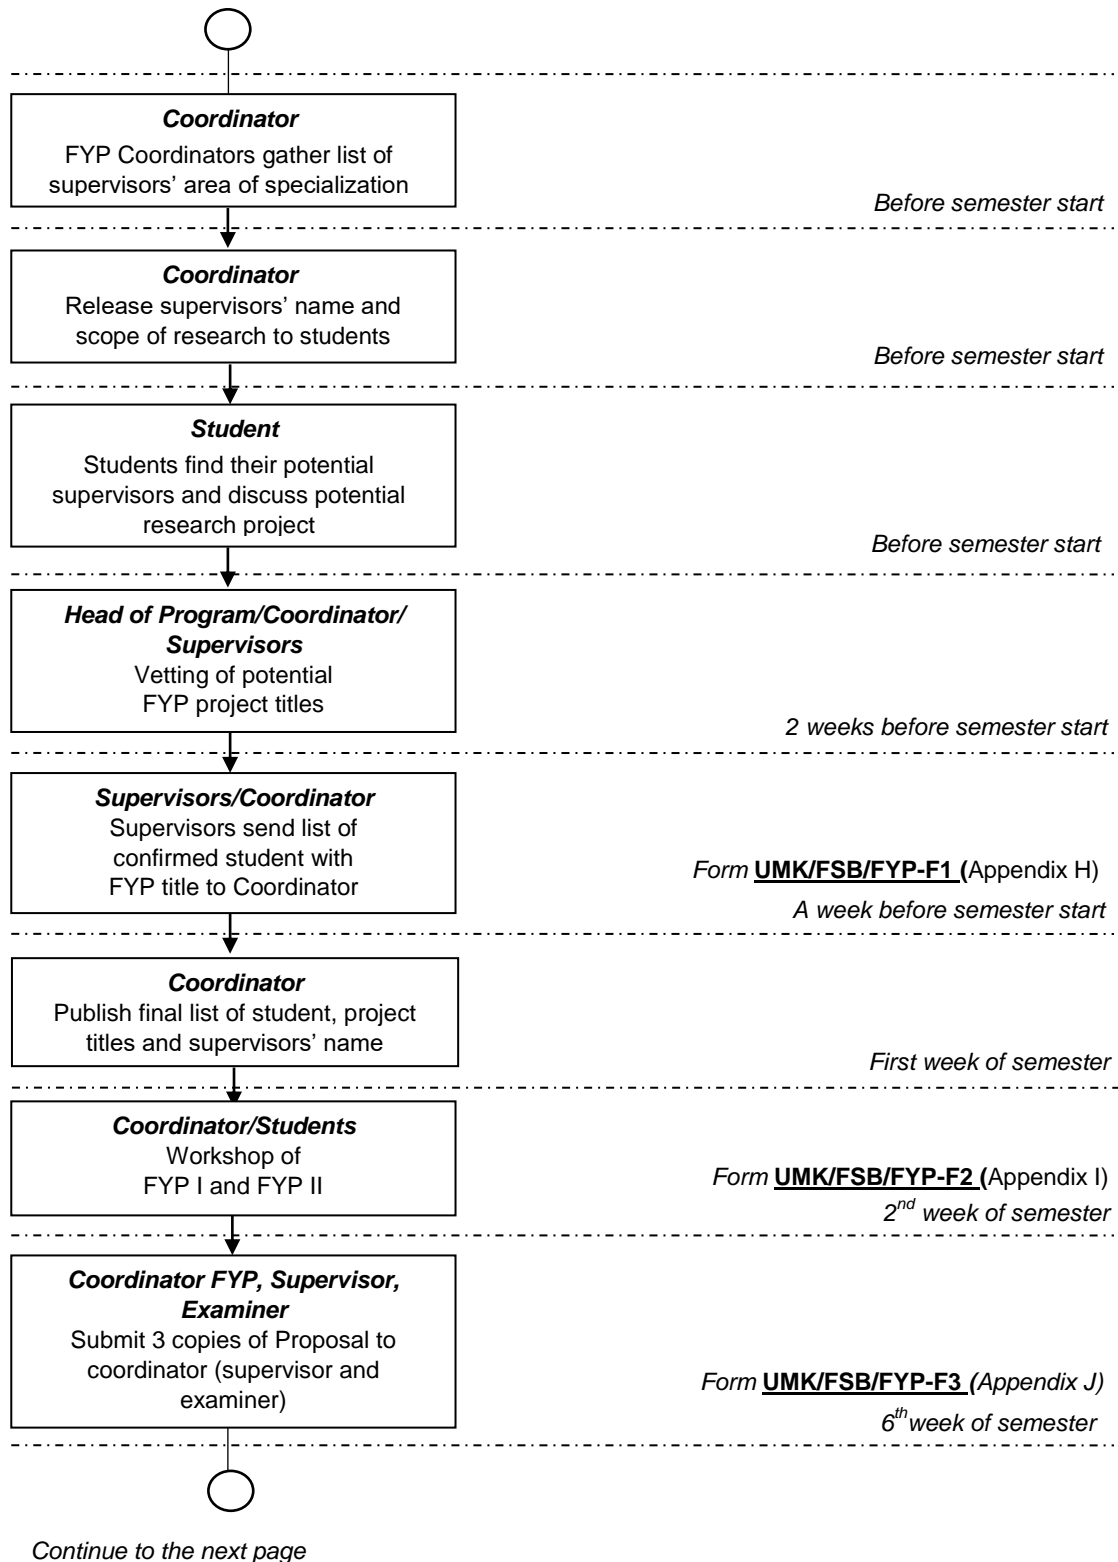 Coordinator
FYP Coordinators gather list of
supervisors’ area of specialization
Before semester start
Coordinator
Release supervisors’ name and
scope of research to students
Before semester start
Student
Students find their potential
supervisors and discuss potential
research project
Before semester start
Head of Program/Coordinator/
Supervisors
Vetting of potential
FYP project titles
2 weeks before semester start
Supervisors/Coordinator
Supervisors send list of
confirmed student with
FYP title to Coordinator
Form UMK/FSB/FYP-F1 (Appendix H)
A week before semester start
Coordinator
Publish final list of student, project
titles and supervisors’ name
First week of semester
Coordinator/Students
Workshop of
FYP I and FYP II
Form UMK/FSB/FYP-F2 (Appendix I)
2nd week of semester
Coordinator FYP, Supervisor,
Examiner
Submit 3 copies of Proposal to
coordinator (supervisor and
examiner)
Form UMK/FSB/FYP-F3 (Appendix J)
6th week of semester
Continue to the next page